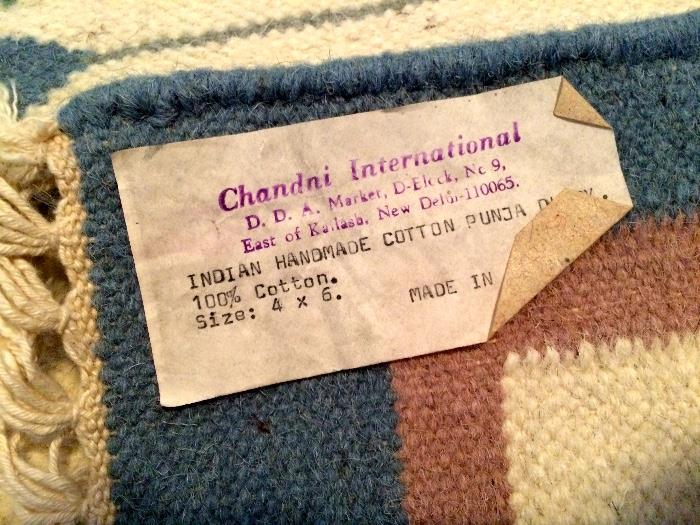 Chandni International
D. D. A. Market, D-Block, No 9,
East of Kailash, New Delhi-110065.
INDIAN HANDMADE COTTON PUNJA
100% Cotton.
Size: 4 x 6.
MADE IN